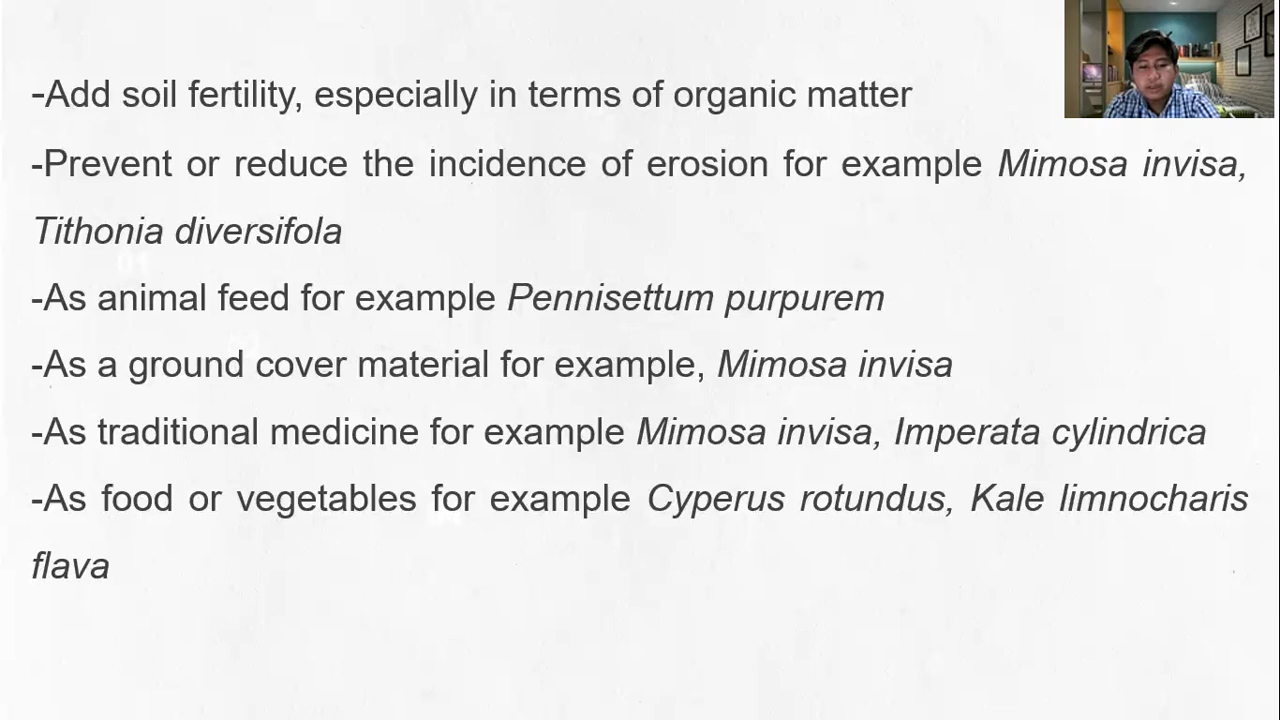 -Add soil fertility, especially in terms of organic matter
-Prevent or reduce the incidence of erosion for example Mimosa invisa,
Tithonia diversifola
-As animal feed for example Pennisettum purpurem
-As a ground cover material for example, Mimosa invisa
-As traditional medicine for example Mimosa invisa, Imperata cylindrica
-As food or vegetables for example Cyperus rotundus, Kale limnocharis
flava